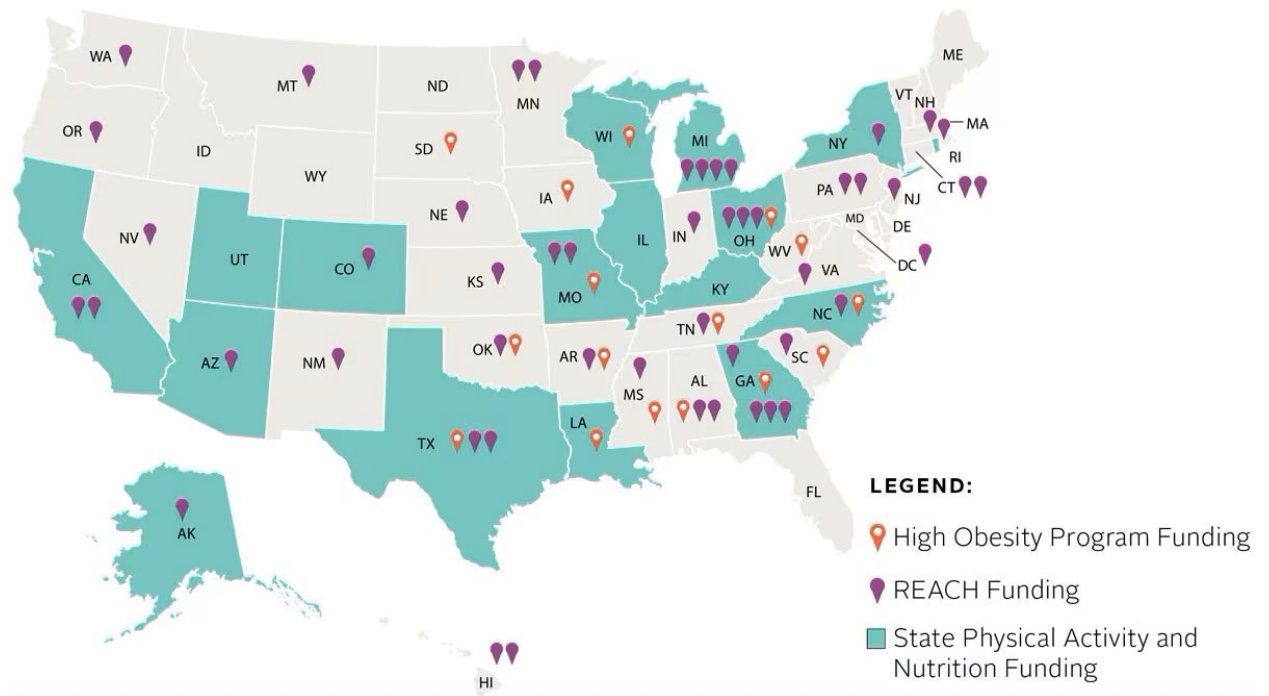 WA
MT
ND
MN
ME
VT
NH
MA
OR
ID
SD
WI
MI
NY
RI
WY
CT
IA
PA
NJ
NE
MD
DE
NV
UT
CO
IL
IN
OH
WV
DC
CA
KS
MO
KY
VA
AZ
NM
OK
AR
TN
NC
SC
MS
AL
GA
TX
LA
FL
AK
HI
LEGEND:
High Obesity Program Funding
REACH Funding
State Physical Activity and
Nutrition Funding